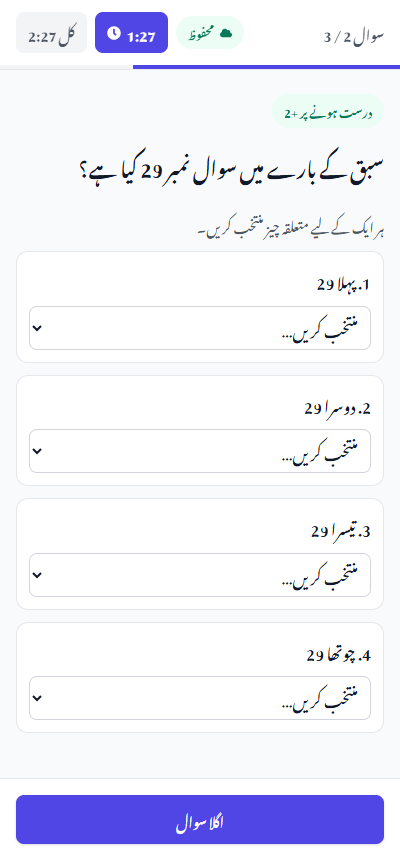 سوال 2 / 3
محفوظ
1:27
کل 2:27
درست ہونے پر +2
سبق کے بارے میں سوال نمبر 29 کیا ہے؟
ہر ایک کے لیے متعلقہ چیز منتخب کریں۔
1. پہلا 29
منتخب کریں...
2. دوسرا 29
منتخب کریں...
3. تیسرا 29
منتخب کریں...
4. چوتھا 29
منتخب کریں...
اگلا سوال